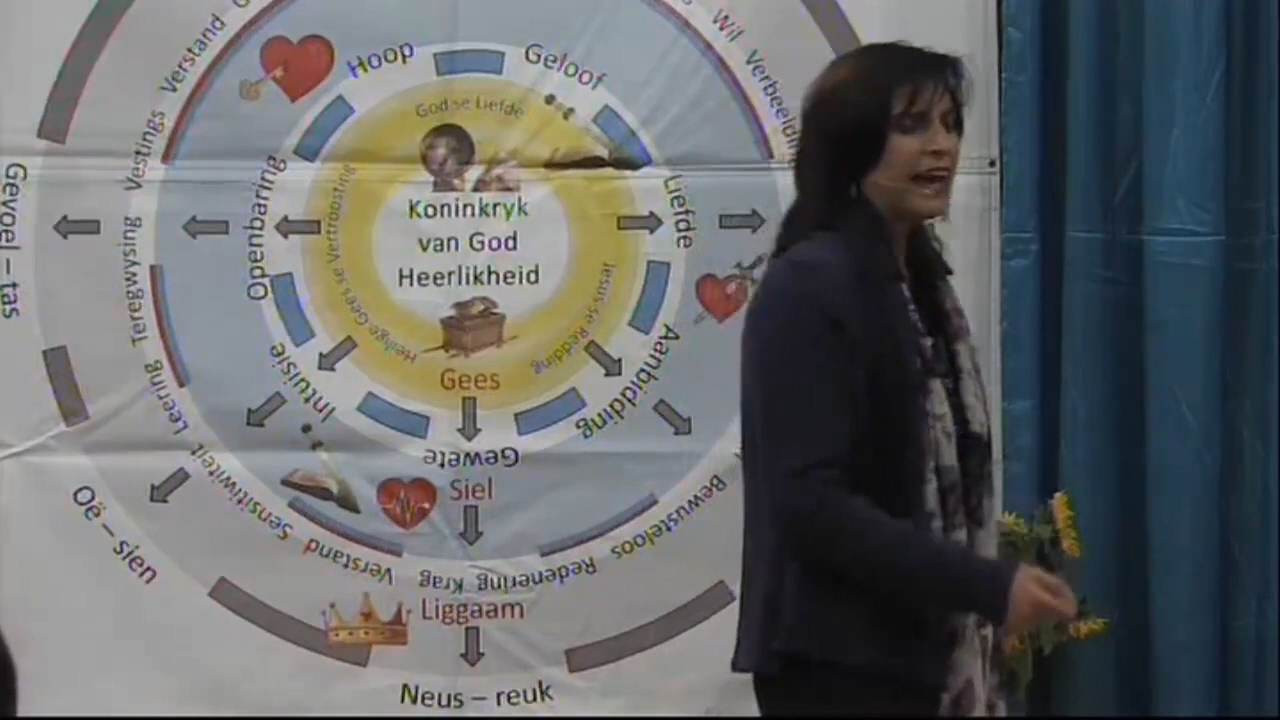 Vestings Verstand
Wil Verbeeldin
Hoop
Geloof
God se Liefde
Gevoel – tas
Teregwysing
Openbaring
Heilige Gees se Vertroosting
Koninkryk
van God
Heerlikheid
Liefde
Jesus se Redding
Gees
Intuïsie
Aanbidding
Gewete
Siel
Leering
Sensitiwiteit
Verstand
Redenering Krag
Bewusteloos
Oë – sien
Liggaam
Neus – reuk